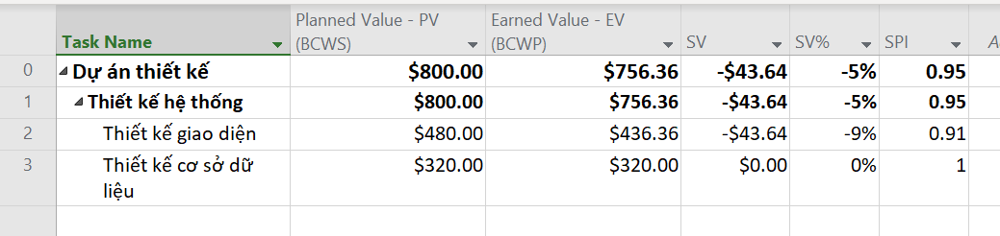 Task Name Planned Value - PV (BCWS) Earned Value - EV (BCWP) SV SV% SPI
0 Dự án thiết kế $800.00 $756.36 -$43.64 -5% 0.95
1 Thiết kế hệ thống $800.00 $756.36 -$43.64 -5% 0.95
2 Thiết kế giao diện $480.00 $436.36 -$43.64 -9% 0.91
3 Thiết kế cơ sở dữ liệu $320.00 $320.00 $0.00 0% 1